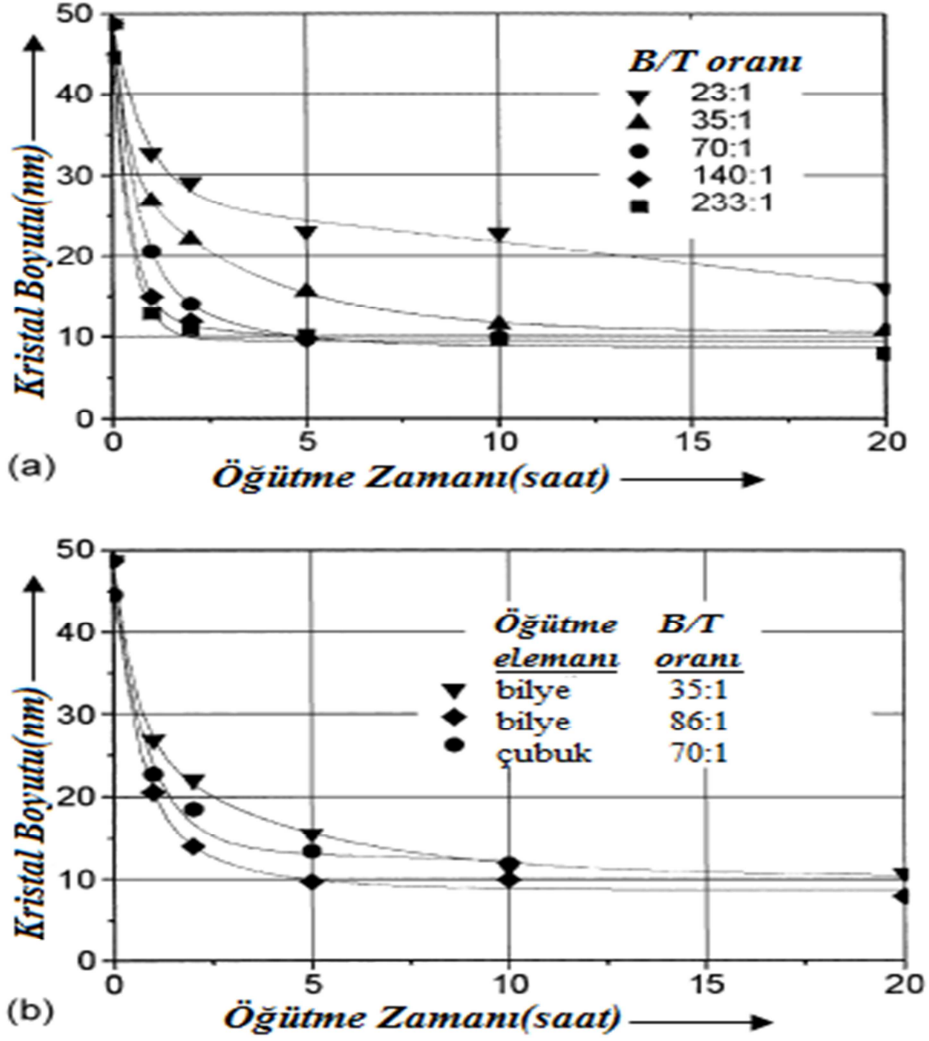 50
40
30
20
10
0
Kristal Boyutu(nm)
B/T oranı
23:1
35:1
70:1
140:1
233:1
0 5 10 15 20
(a)
Öğütme Zamanı(saat)
50
40
30
20
10
0
Kristal Boyutu(nm)
Öğütme B/T
elemanı oranı
bilye 35:1
bilye 86:1
çubuk 70:1
0 5 10 15 20
(b)
Öğütme Zamanı(saat)